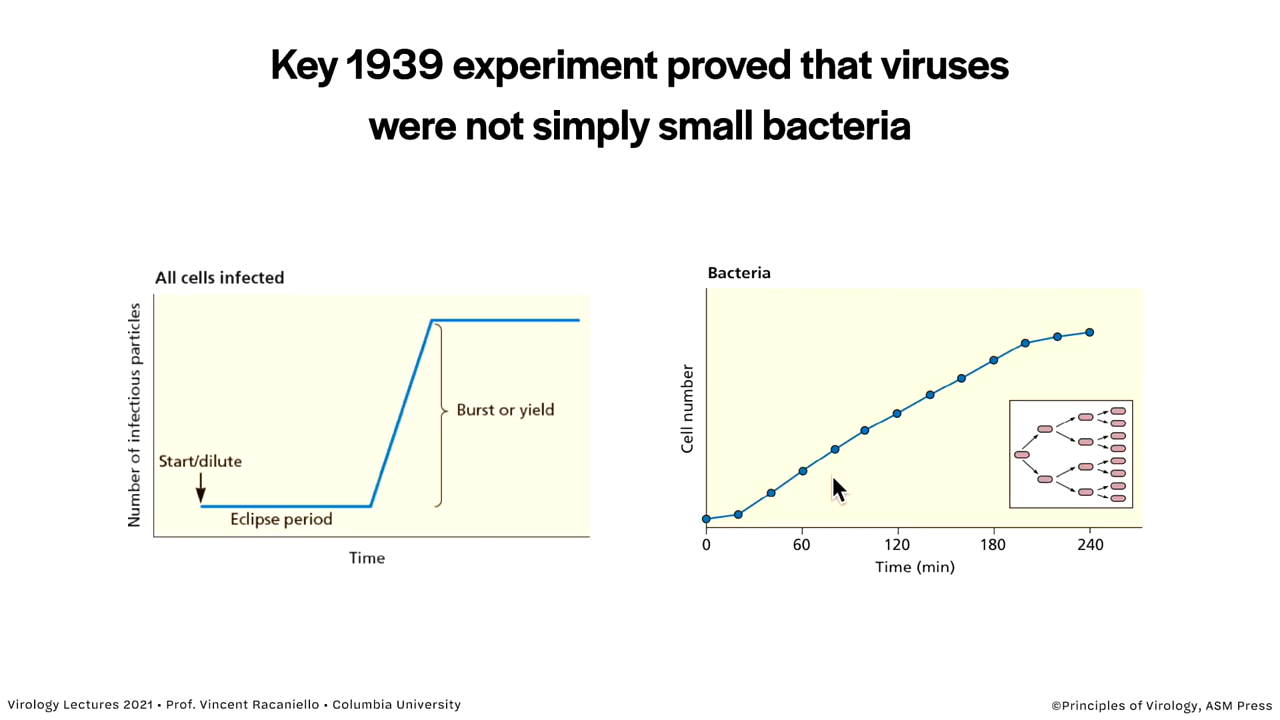 Key 1939 experiment proved that viruses
were not simply small bacteria
All cells infected
Number of infectious particles
Start/dilute
Eclipse period
Burst or yield
Time
Bacteria
Cell number
0 60 120 180 240
Time (min)
Virology Lectures 2021 • Prof. Vincent Racaniello • Columbia University
©Principles of Virology, ASM Press